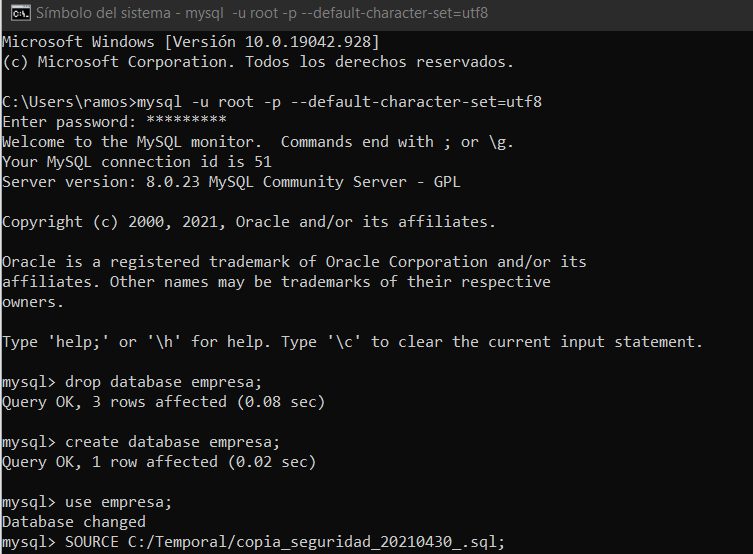 Símbolo del sistema - mysql -u root -p --default-character-set=utf8
Microsoft Windows [Versión 10.0.19042.928]
(c) Microsoft Corporation. Todos los derechos reservados.
C:\Users\ramos>mysql -u root -p --default-character-set=utf8
Enter password: *********
Welcome to the MySQL monitor.  Commands end with ; or \g.
Your MySQL connection id is 51
Server version: 8.0.23 MySQL Community Server - GPL
Copyright (c) 2000, 2021, Oracle and/or its affiliates.
Oracle is a registered trademark of Oracle Corporation and/or its
affiliates. Other names may be trademarks of their respective
owners.
Type 'help;' or '\h' for help. Type '\c' to clear the current input statement.
mysql> drop database empresa;
Query OK, 3 rows affected (0.08 sec)
mysql> create database empresa;
Query OK, 1 row affected (0.02 sec)
mysql> use empresa;
Database changed
mysql> SOURCE C:/Temporal/copia_seguridad_20210430_.sql;